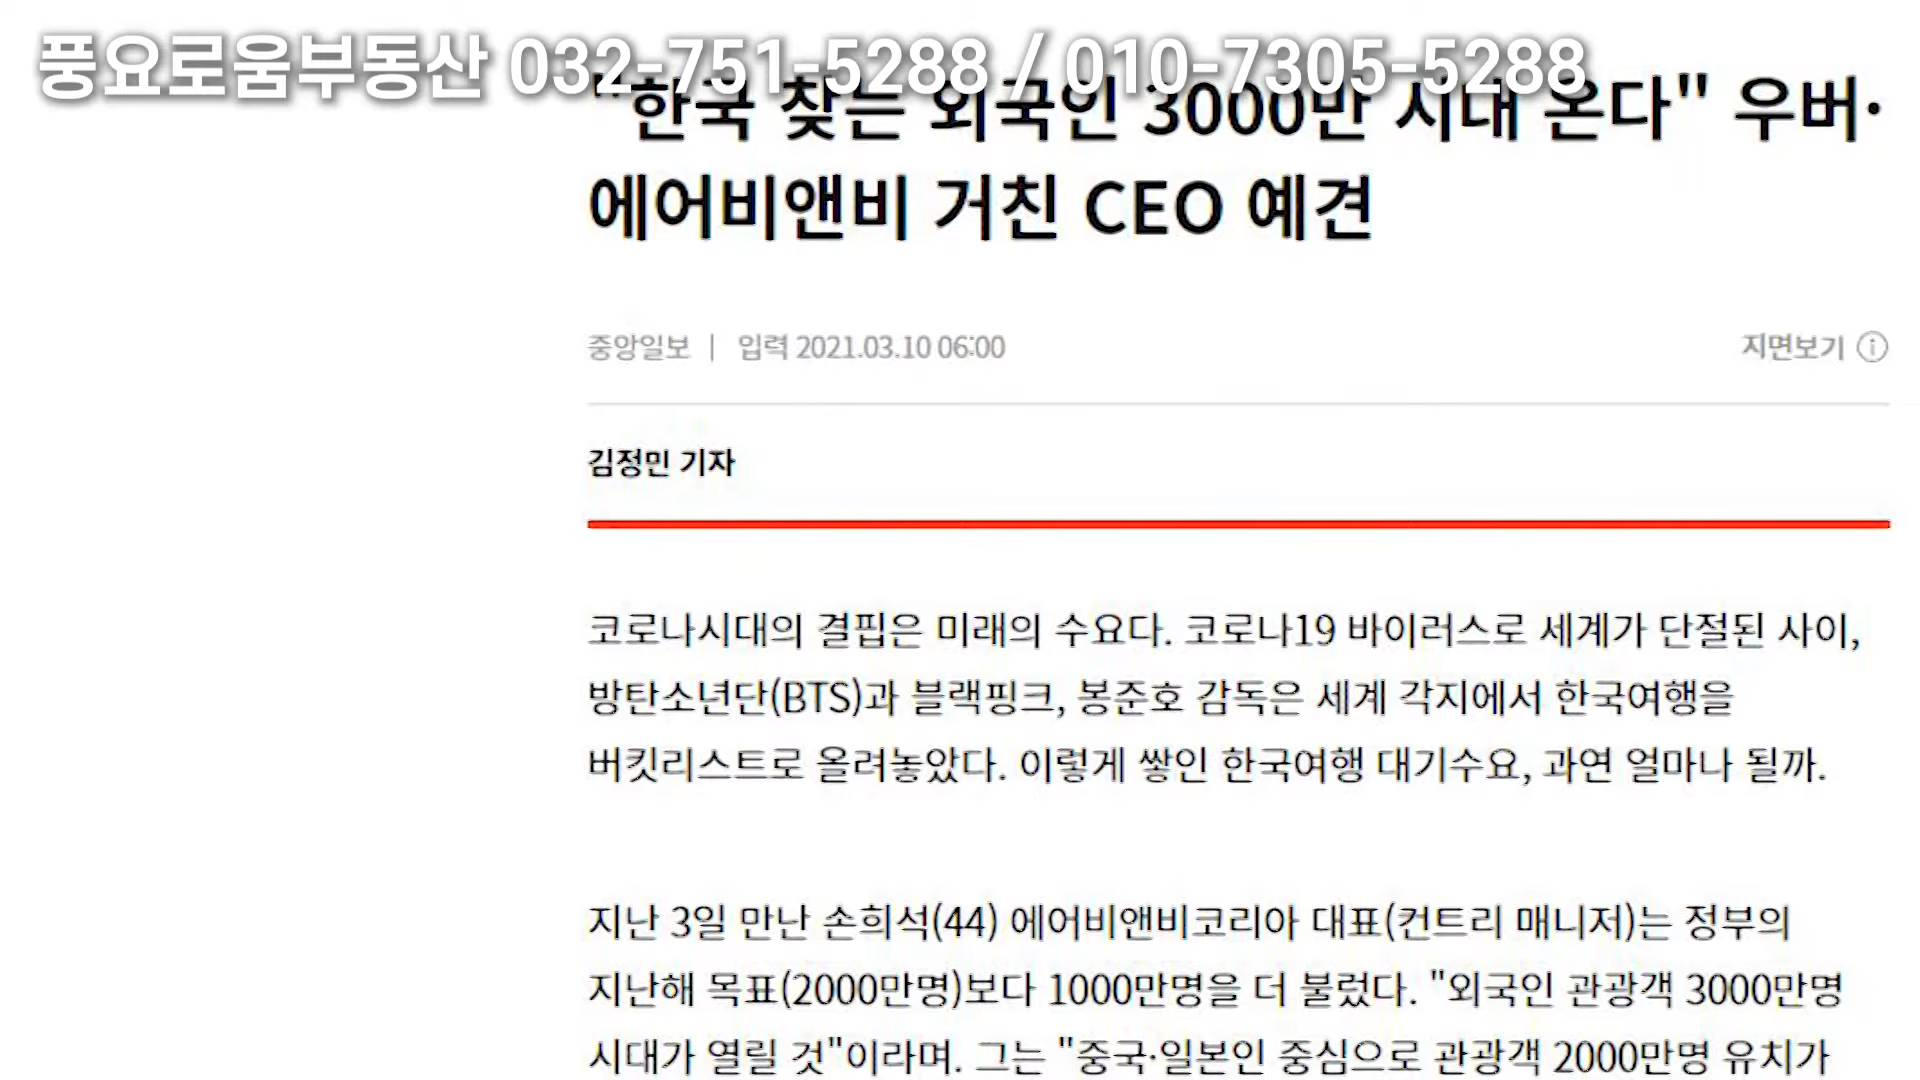 풍요로움부동산 032-751-5288 / 010-7305-5288
"한국 찾는 외국인 3000만 시대 온다" 우버·
에어비앤비 거친 CEO 예견
중앙일보 | 입력 2021.03.10 06:00 지면보기
김정민 기자
코로나시대의 결핍은 미래의 수요다. 코로나19 바이러스로 세계가 단절된 사이,
방탄소년단(BTS)과 블랙핑크, 봉준호 감독은 세계 각지에서 한국여행을
버킷리스트로 올려놓았다. 이렇게 쌓인 한국여행 대기수요, 과연 얼마나 될까.
지난 3일 만난 손희석(44) 에어비앤비코리아 대표(컨트리 매니저)는 정부의
지난해 목표(2000만명)보다 1000만명을 더 불렀다. "외국인 관광객 3000만명
시대가 열릴 것"이라며. 그는 "중국·일본인 중심으로 관광객 2000만명 유치가